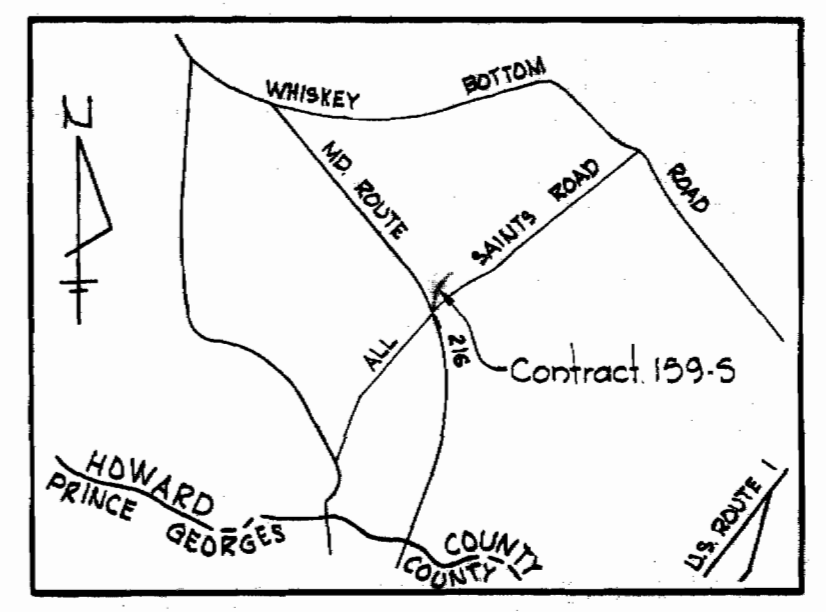 N
WHISKEY BOTTOM ROAD
MD. ROUTE 216
ALL SAINTS ROAD
Contract. 159-S
HOWARD COUNTY
PRINCE GEORGES COUNTY
U.S. ROUTE 1